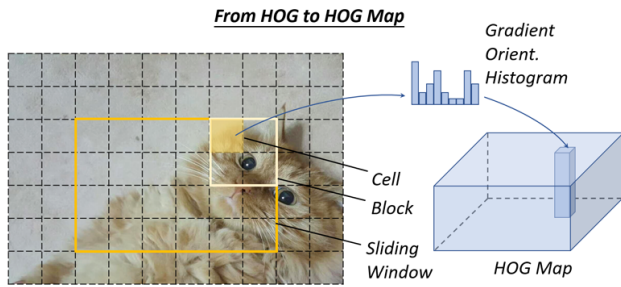 From HOG to HOG Map
Gradient
Orient.
Histogram
Cell
Block
Sliding
Window
HOG Map